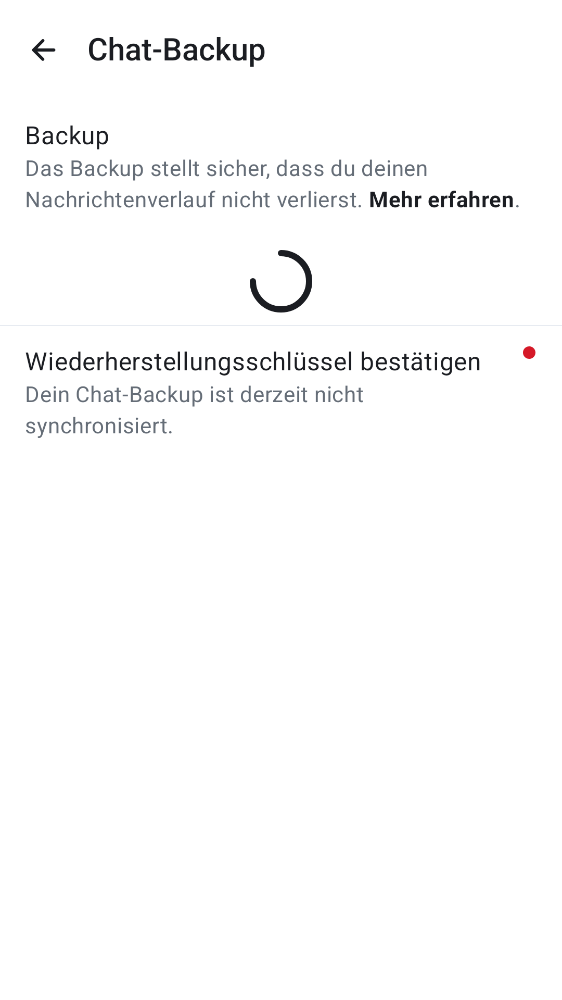 Chat-Backup
Backup
Das Backup stellt sicher, dass du deinen
Nachrichtenverlauf nicht verlierst. Mehr erfahren.
Wiederherstellungsschlüssel bestätigen
Dein Chat-Backup ist derzeit nicht
synchronisiert.